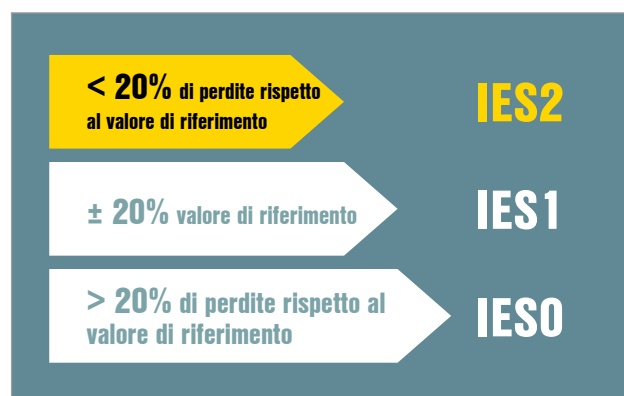 < 20% di perdite rispetto
al valore di riferimento
IES2
± 20% valore di riferimento
IES1
> 20% di perdite rispetto al
valore di riferimento
IES0